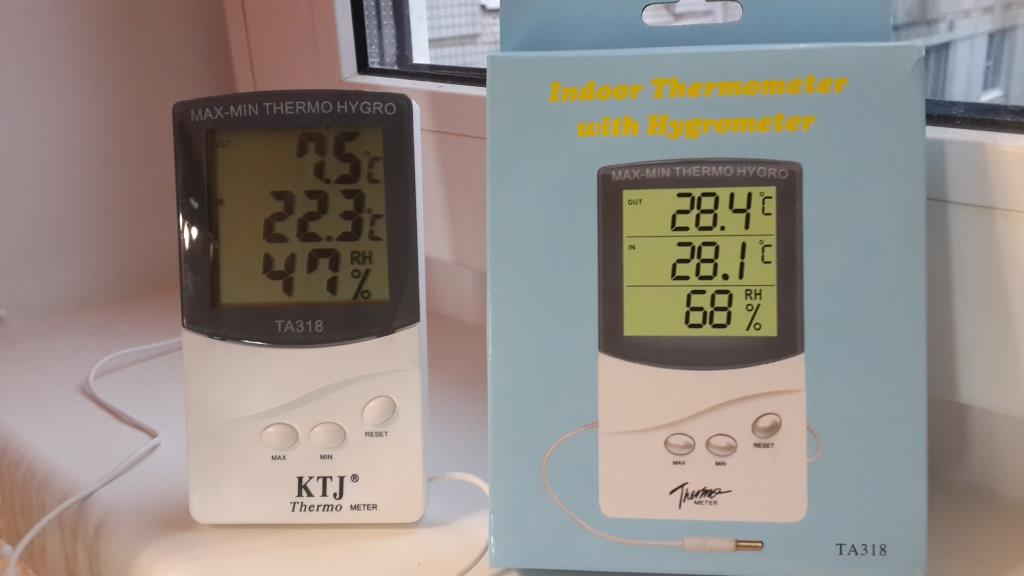 MAX-MIN THERMO HYGRO
OUT
7.5°C
22.3°C
47 RH %
TA318
MAX
MIN
RESET
KTJ®
Thermo METER
Indoor Thermometer
with Hygrometer
MAX-MIN THERMO HYGRO
OUT 28.4°C
IN 28.1°C
68 RH %
MAX
MIN
RESET
Thermo
METER
TA318